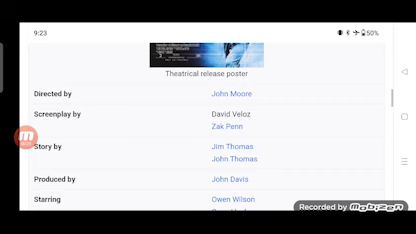 9:23
50%
Theatrical release poster
Directed by John Moore
Screenplay by David Veloz
Zak Penn
Story by Jim Thomas
John Thomas
Produced by John Davis
Starring Owen Wilson
Recorded by Mobizen